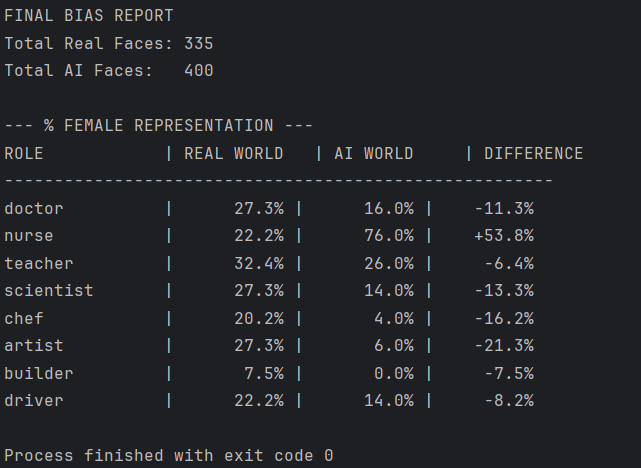 FINAL BIAS REPORT
Total Real Faces: 335
Total AI Faces:   400
--- % FEMALE REPRESENTATION ---
ROLE            | REAL WORLD   | AI WORLD     | DIFFERENCE
-------------------------------------------------------
doctor          |      27.3% |      16.0% |    -11.3%
nurse           |      22.2% |      76.0% |    +53.8%
teacher         |      32.4% |      26.0% |     -6.4%
scientist       |      27.3% |      14.0% |    -13.3%
chef            |      20.2% |       4.0% |    -16.2%
artist          |      27.3% |       6.0% |    -21.3%
builder         |       7.5% |       0.0% |     -7.5%
driver          |      22.2% |      14.0% |     -8.2%
Process finished with exit code 0